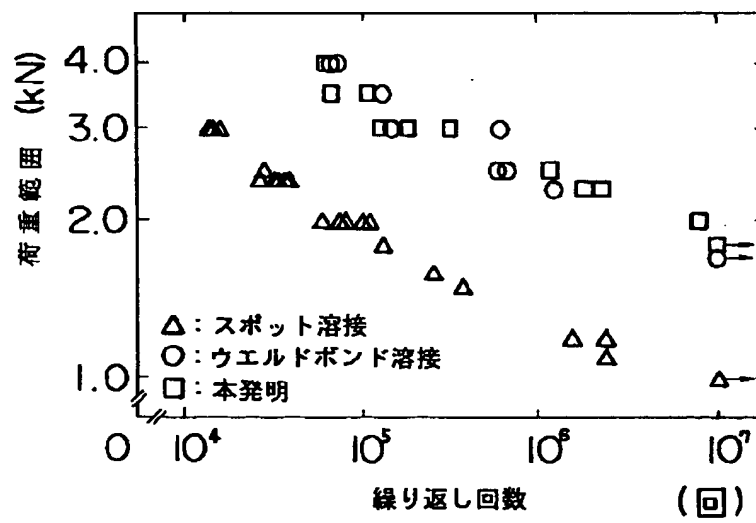 荷重範囲 (kN)
4.0
3.0
2.0
1.0
0
△：スポット溶接
○：ウエルドボンド溶接
□：本発明
10⁴ 10⁵ 10⁶ 10⁷
繰り返し回数 (回)